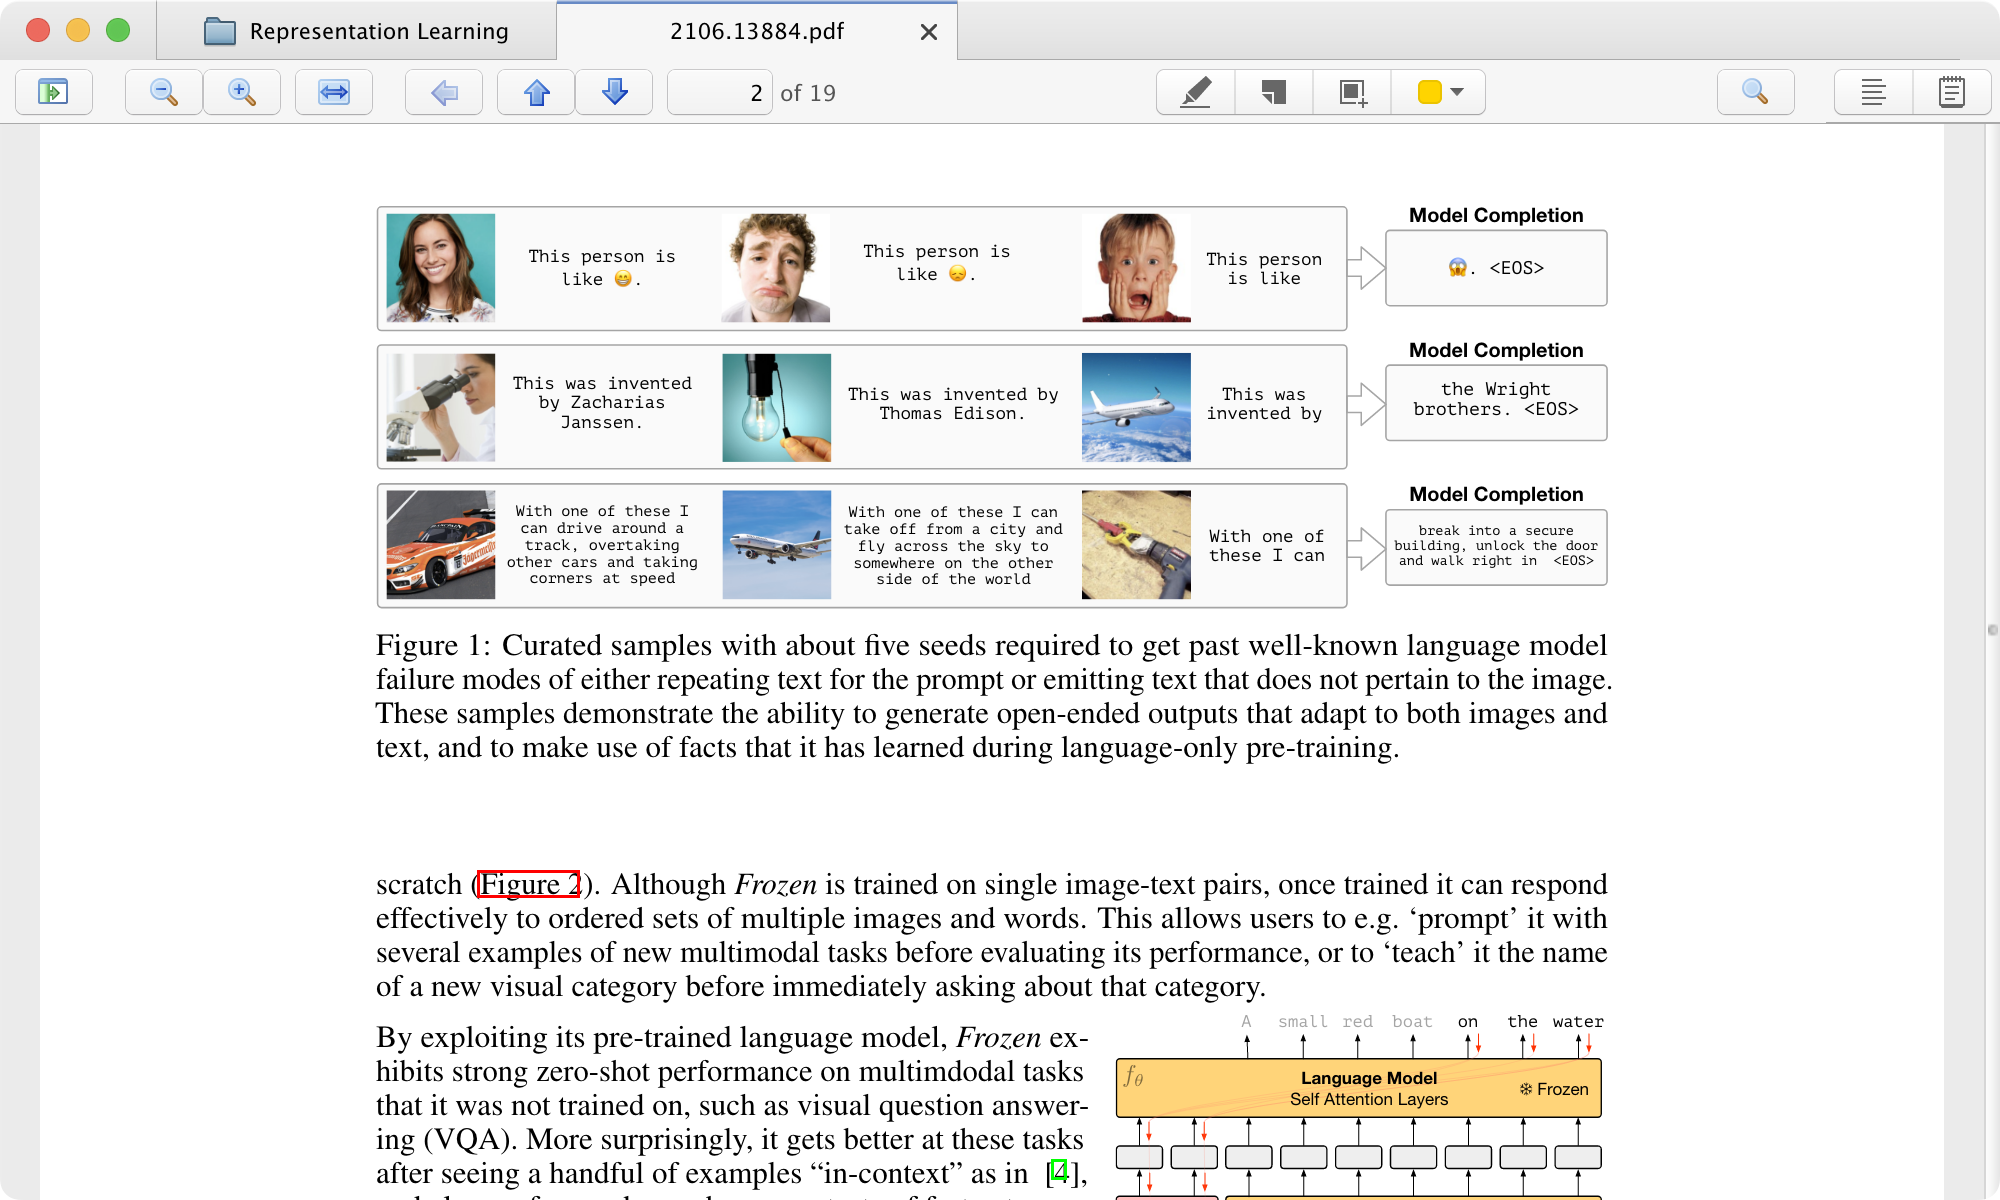 Representation Learning
2106.13884.pdf
2 of 19
This person is
like 😁.
This person is
like 😞.
This person
is like
Model Completion
😱. <EOS>
This was invented
by Zacharias
Janssen.
This was invented by
Thomas Edison.
This was
invented by
Model Completion
the Wright
brothers. <EOS>
With one of these I
can drive around a
track, overtaking
other cars and taking
corners at speed
With one of these I can
take off from a city and
fly across the sky to
somewhere on the other
side of the world
With one of
these I can
Model Completion
break into a secure
building, unlock the door
and walk right in <EOS>
Figure 1: Curated samples with about five seeds required to get past well-known language model
failure modes of either repeating text for the prompt or emitting text that does not pertain to the image.
These samples demonstrate the ability to generate open-ended outputs that adapt to both images and
text, and to make use of facts that it has learned during language-only pre-training.
scratch (Figure 2). Although Frozen is trained on single image-text pairs, once trained it can respond
effectively to ordered sets of multiple images and words. This allows users to e.g. ‘prompt’ it with
several examples of new multimodal tasks before evaluating its performance, or to ‘teach’ it the name
of a new visual category before immediately asking about that category.
By exploiting its pre-trained language model, Frozen ex-
hibits strong zero-shot performance on multimdodal tasks
that it was not trained on, such as visual question answer-
ing (VQA). More surprisingly, it gets better at these tasks
after seeing a handful of examples “in-context” as in [4],
A small red boat on the water
fθ
Language Model
Self Attention Layers
❄ Frozen